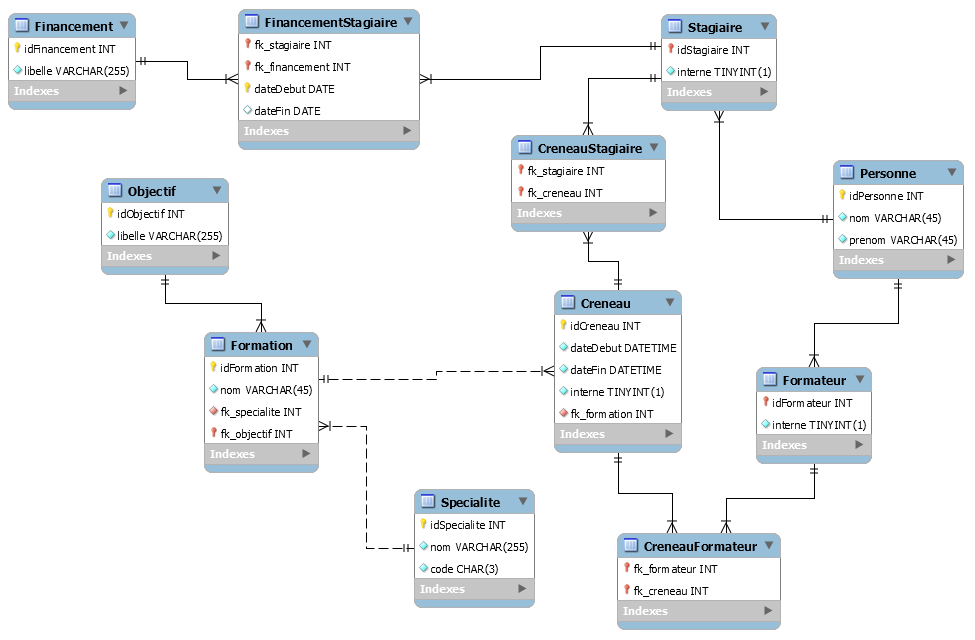 Financement
idFinancement INT
libelle VARCHAR(255)
Indexes
FinancementStagiaire
fk_stagiaire INT
fk_financement INT
dateDebut DATE
dateFin DATE
Indexes
Stagiaire
idStagiaire INT
interne TINYINT(1)
Indexes
CreneauStagiaire
fk_stagiaire INT
fk_creneau INT
Indexes
Personne
idPersonne INT
nom VARCHAR(45)
prenom VARCHAR(45)
Indexes
Objectif
idObjectif INT
libelle VARCHAR(255)
Indexes
Formation
idFormation INT
nom VARCHAR(45)
fk_specialite INT
fk_objectif INT
Indexes
Creneau
idCreneau INT
dateDebut DATETIME
dateFin DATETIME
interne TINYINT(1)
fk_formation INT
Indexes
Formateur
idFormateur INT
interne TINYINT(1)
Indexes
Specialite
idSpecialite INT
nom VARCHAR(255)
code CHAR(3)
Indexes
CreneauFormateur
fk_formateur INT
fk_creneau INT
Indexes